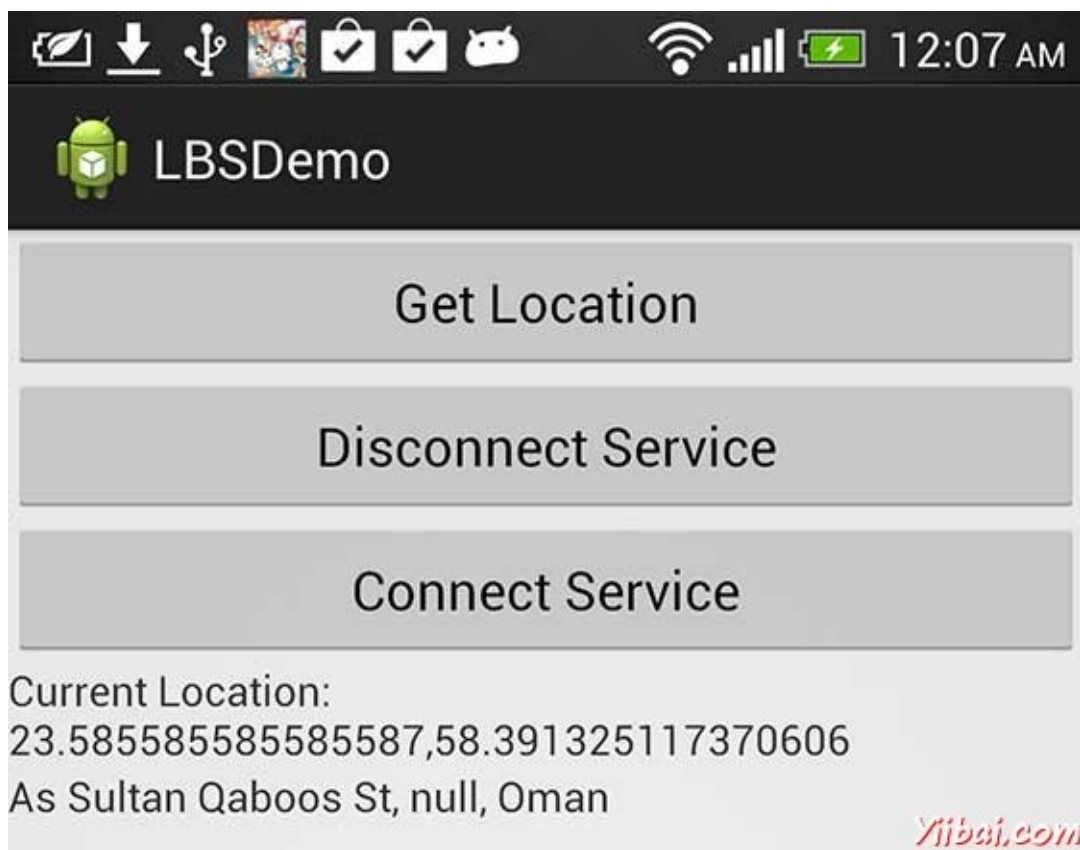 12:07 AM
LBSDemo
Get Location
Disconnect Service
Connect Service
Current Location:
23.585585585585587,58.391325117370606
As Sultan Qaboos St, null, Oman
Yiibai.com